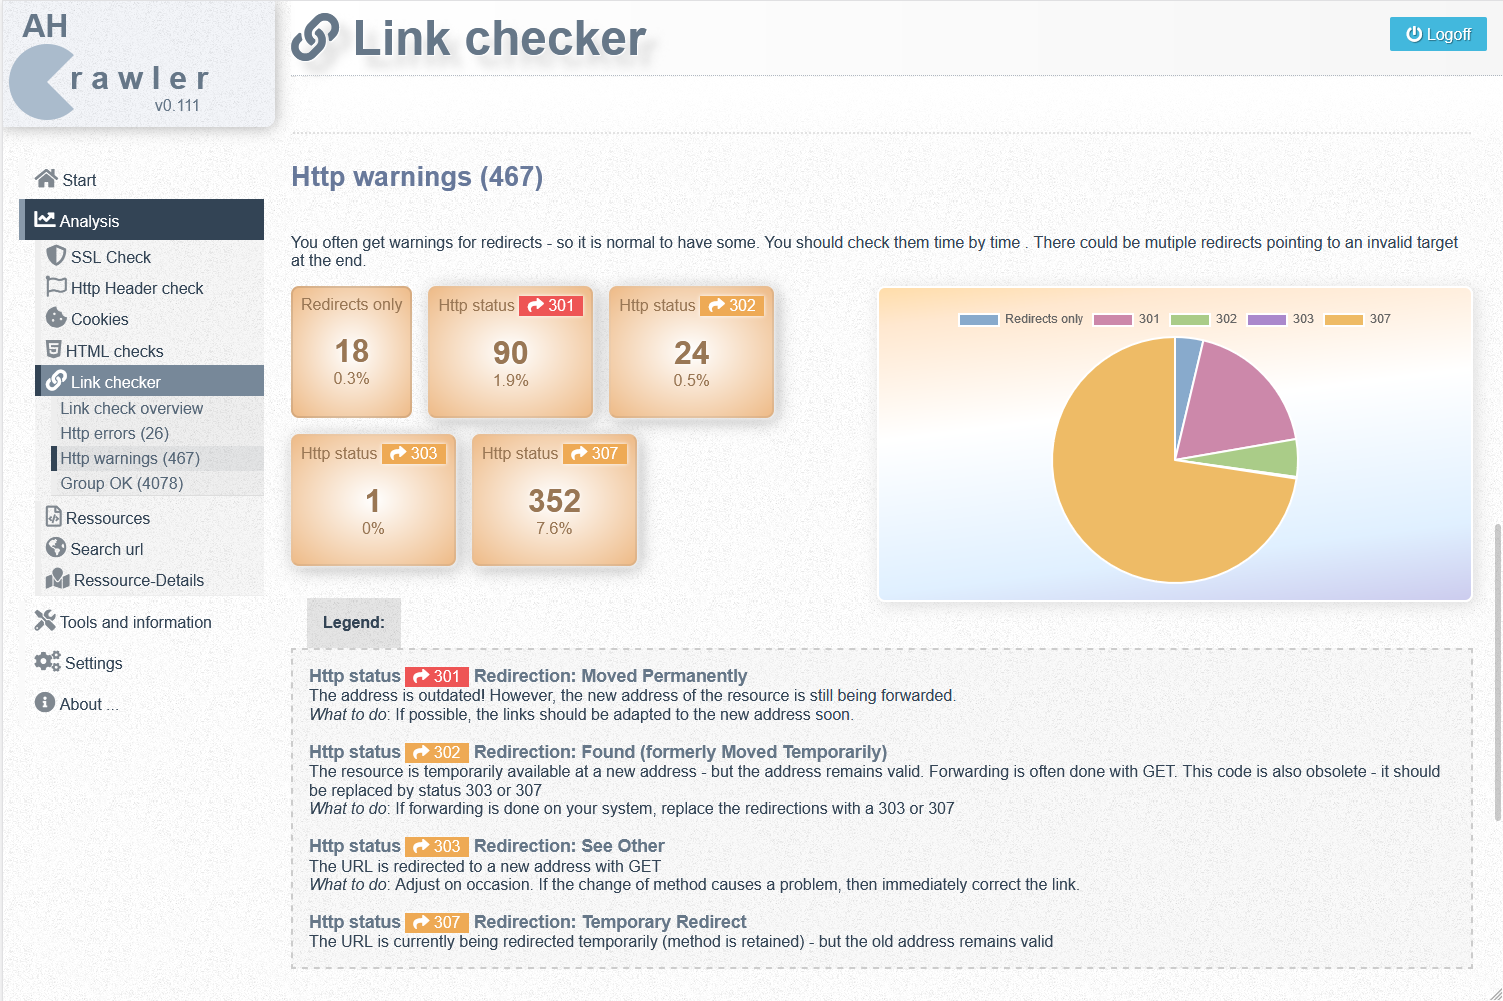 AH
rawler
v0.111
Link checker
Logoff
Start
Analysis
SSL Check
Http Header check
Cookies
HTML checks
Link checker
Link check overview
Http errors (26)
Http warnings (467)
Group OK (4078)
Ressources
Search url
Ressource-Details
Tools and information
Settings
About ...
Http warnings (467)
You often get warnings for redirects - so it is normal to have some. You should check them time by time . There could be mutiple redirects pointing to an invalid target
at the end.
Redirects only
18
0.3%
Http status 301
90
1.9%
Http status 302
24
0.5%
Http status 303
1
0%
Http status 307
352
7.6%
Redirects only 301 302 303 307
Legend:
Http status 301 Redirection: Moved Permanently
The address is outdated! However, the new address of the resource is still being forwarded.
What to do: If possible, the links should be adapted to the new address soon.
Http status 302 Redirection: Found (formerly Moved Temporarily)
The resource is temporarily available at a new address - but the address remains valid. Forwarding is often done with GET. This code is also obsolete - it should
be replaced by status 303 or 307
What to do: If forwarding is done on your system, replace the redirections with a 303 or 307
Http status 303 Redirection: See Other
The URL is redirected to a new address with GET
What to do: Adjust on occasion. If the change of method causes a problem, then immediately correct the link.
Http status 307 Redirection: Temporary Redirect
The URL is currently being redirected temporarily (method is retained) - but the old address remains valid